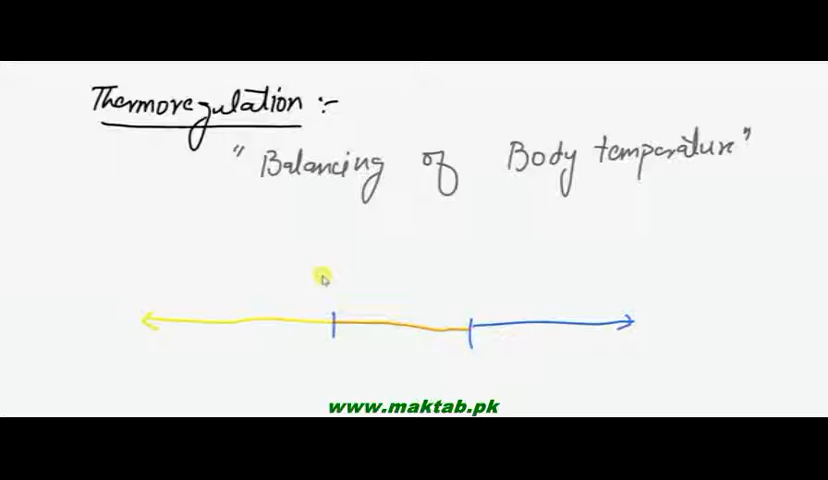 Thermoregulation :-
"Balancing of Body temperature"
www.maktab.pk